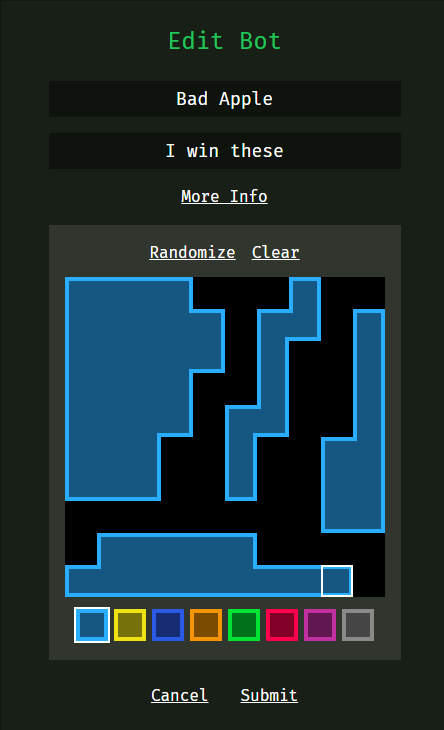 Edit Bot
Bad Apple
I win these
More Info
Randomize Clear
Cancel Submit